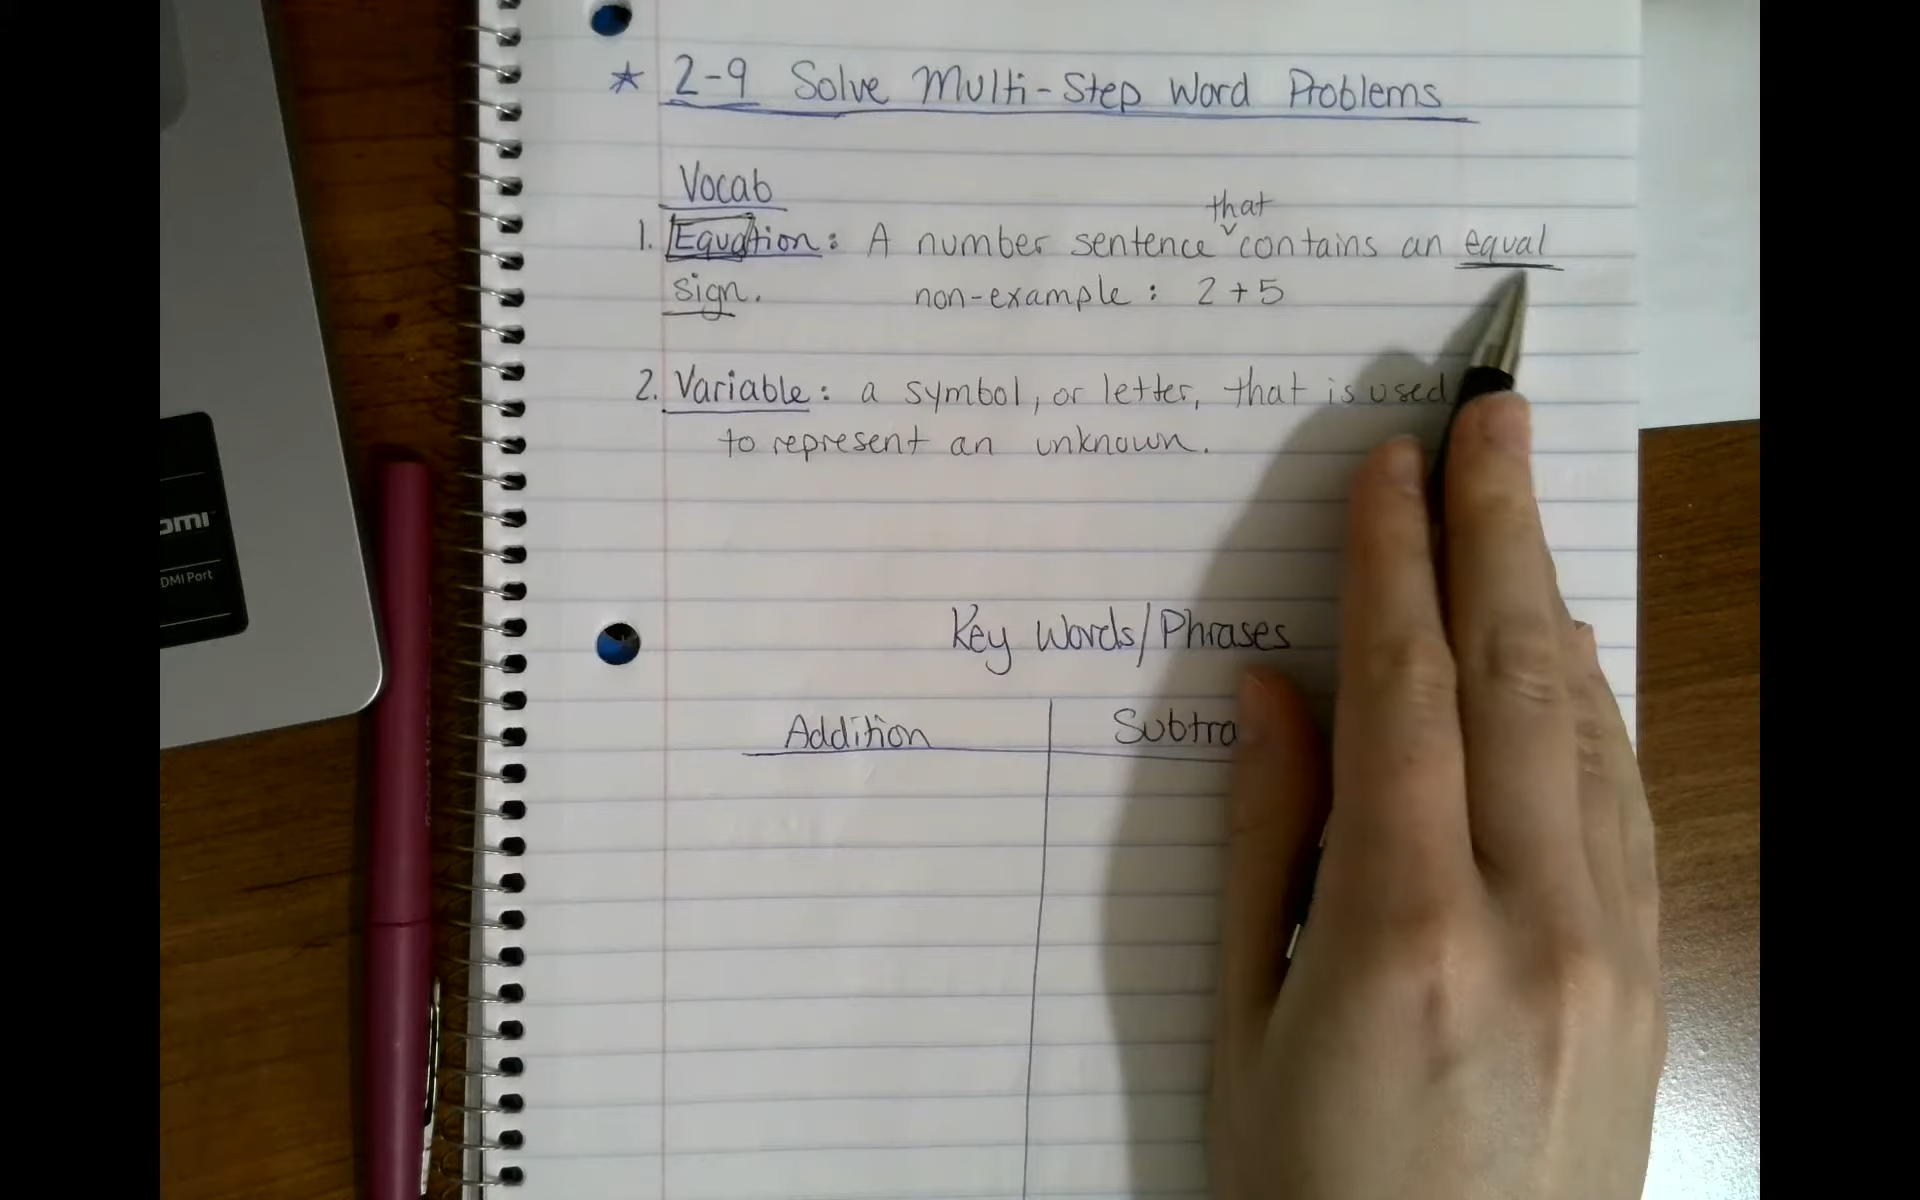 ★ 2-9 Solve Multi-Step Word Problems
Vocab
1. Equation: A number sentence that contains an equal
sign. non-example: 2+5
2. Variable: a symbol, or letter, that is used
to represent an unknown.
Key Words/Phrases
Addition Subtra
DMI Port